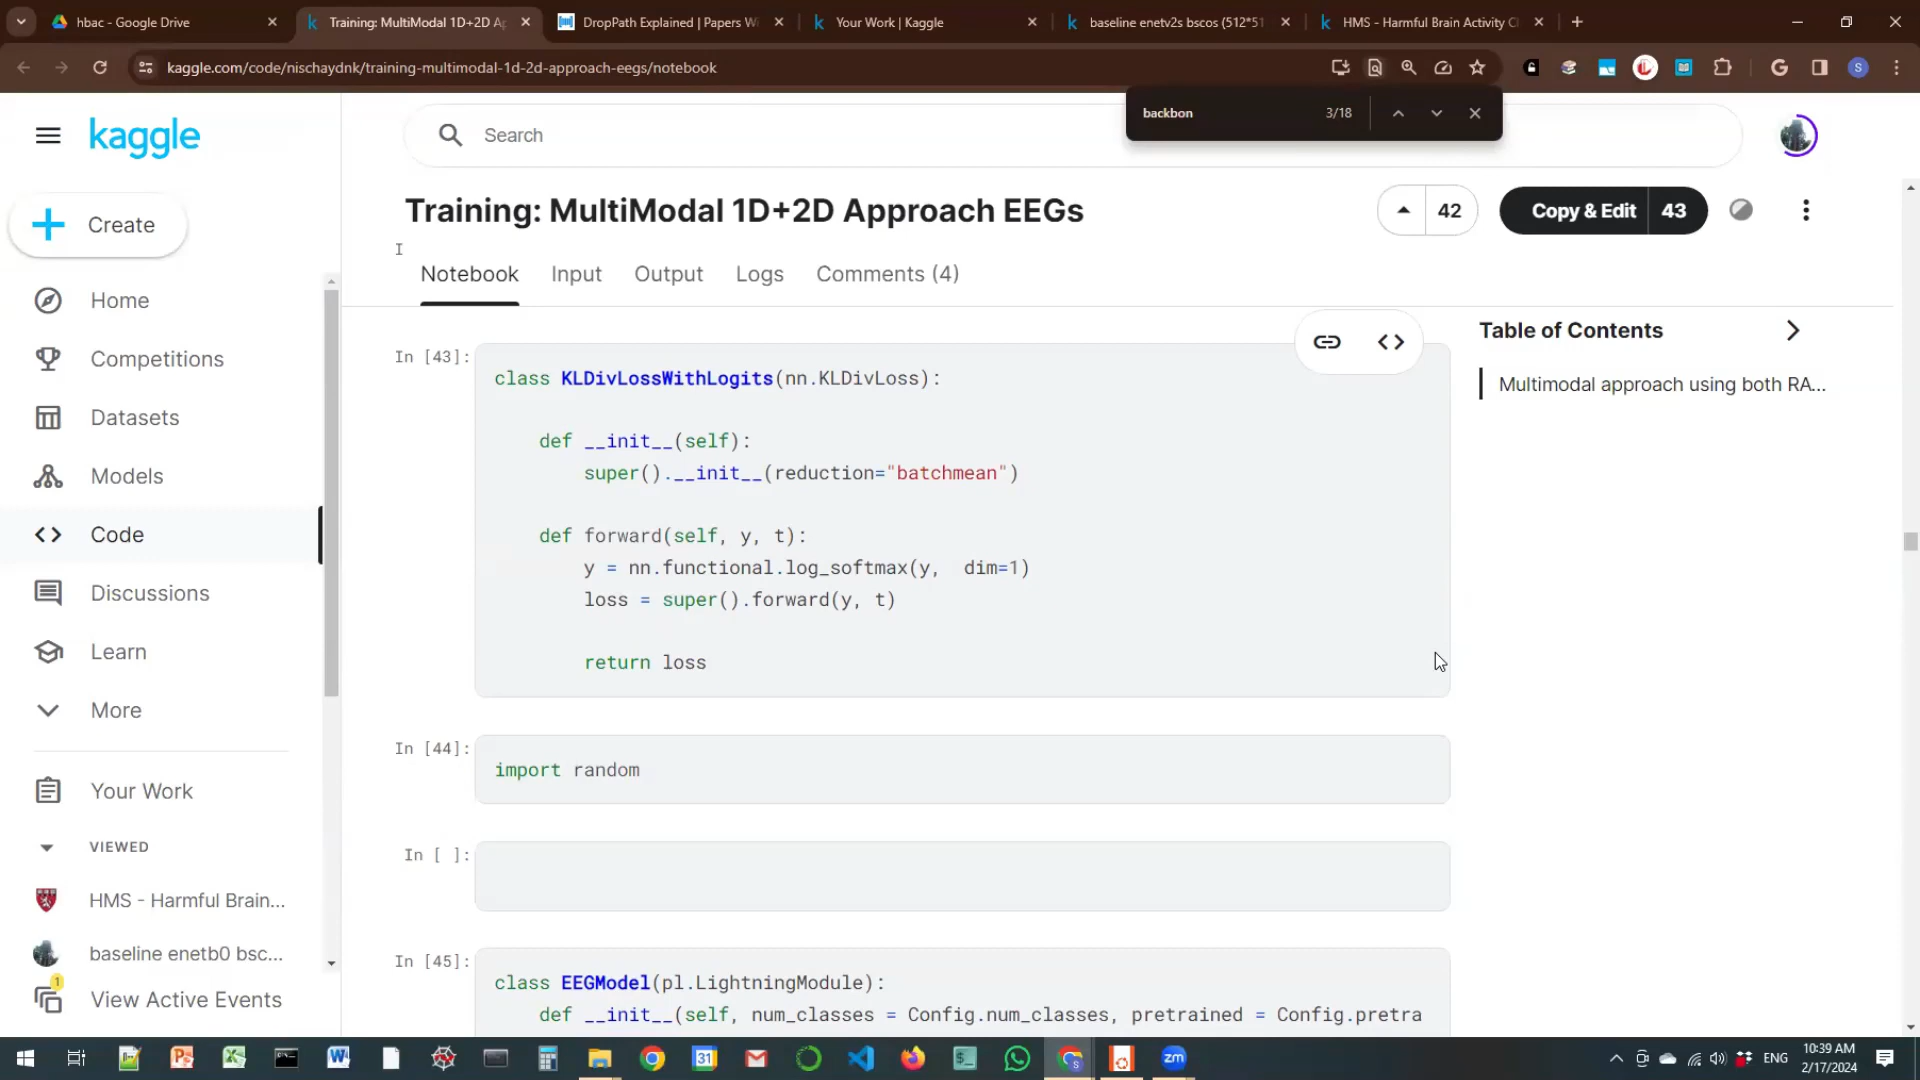 hbac - Google Drive
Training: MultiModal 1D+2D Ap
DropPath Explained | Papers Wi
Your Work | Kaggle
baseline enetv2s bscos (512*51
HMS - Harmful Brain Activity Cl
kaggle.com/code/nischaydnk/training-multimodal-1d-2d-approach-eegs/notebook
backbon
3/18
kaggle
Search
Training: MultiModal 1D+2D Approach EEGs
42
Copy & Edit
43
Create
Notebook
Input
Output
Logs
Comments (4)
Home
Competitions
Datasets
Models
Code
Discussions
Learn
More
Your Work
VIEWED
HMS - Harmful Brain...
baseline enetb0 bsc...
1
View Active Events
Table of Contents
Multimodal approach using both RA...
In [43]:
class KLDivLossWithLogits(nn.KLDivLoss):
def __init__(self):
super().__init__(reduction="batchmean")
def forward(self, y, t):
y = nn.functional.log_softmax(y,  dim=1)
loss = super().forward(y, t)
return loss
In [44]:
import random
In [ ]:
In [45]:
class EEGModel(pl.LightningModule):
def __init__(self, num_classes = Config.num_classes, pretrained = Config.pretra
ENG
10:39 AM
2/17/2024